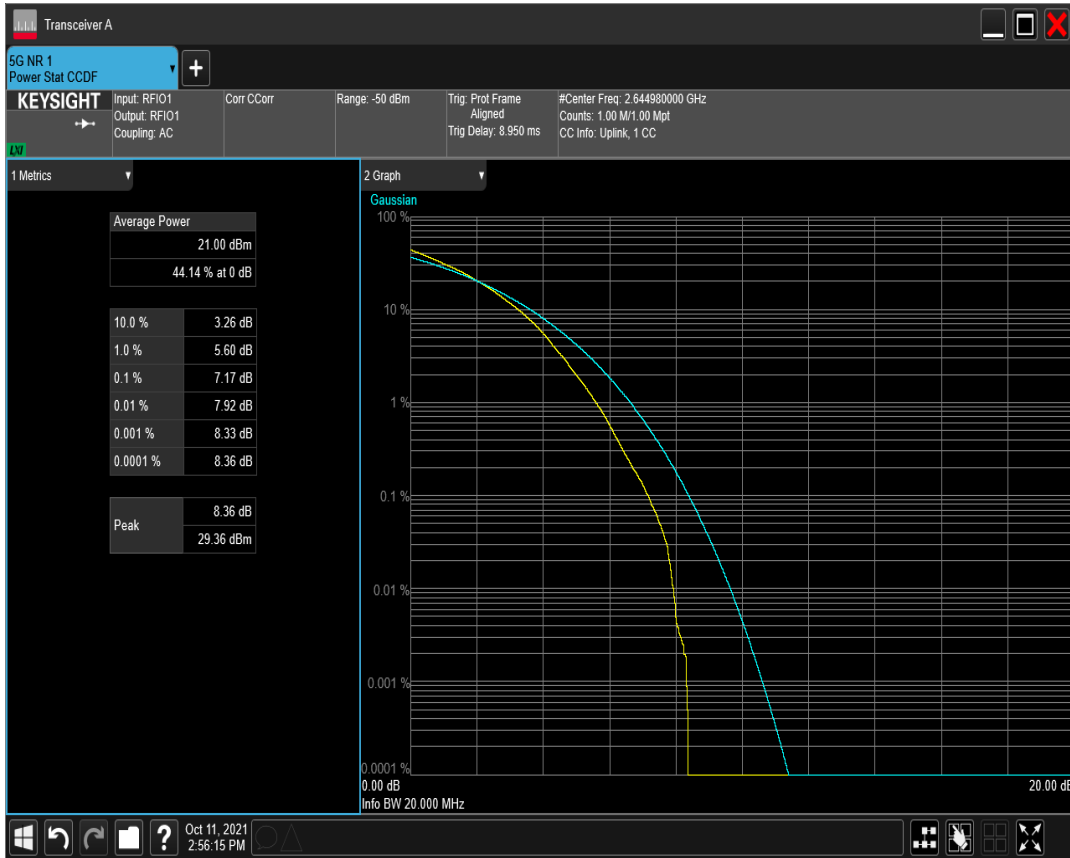 Transceiver A
5G NR 1
Power Stat CCDF
KEYSIGHT
LXI
Input: RFIO1
Output: RFIO1
Coupling: AC
Corr CCorr
Range: -50 dBm
Trig: Prot Frame
Aligned
Trig Delay: 8.950 ms
#Center Freq: 2.644980000 GHz
Counts: 1.00 M/1.00 Mpt
CC Info: Uplink, 1 CC
1 Metrics
Average Power
21.00 dBm
44.14 % at 0 dB
10.0 % 3.26 dB
1.0 % 5.60 dB
0.1 % 7.17 dB
0.01 % 7.92 dB
0.001 % 8.33 dB
0.0001 % 8.36 dB
Peak
8.36 dB
29.36 dBm
2 Graph
Gaussian
100 %
10 %
1 %
0.1 %
0.01 %
0.001 %
0.0001 %
0.00 dB 20.00 dB
Info BW 20.000 MHz
?
Oct 11, 2021
2:56:15 PM